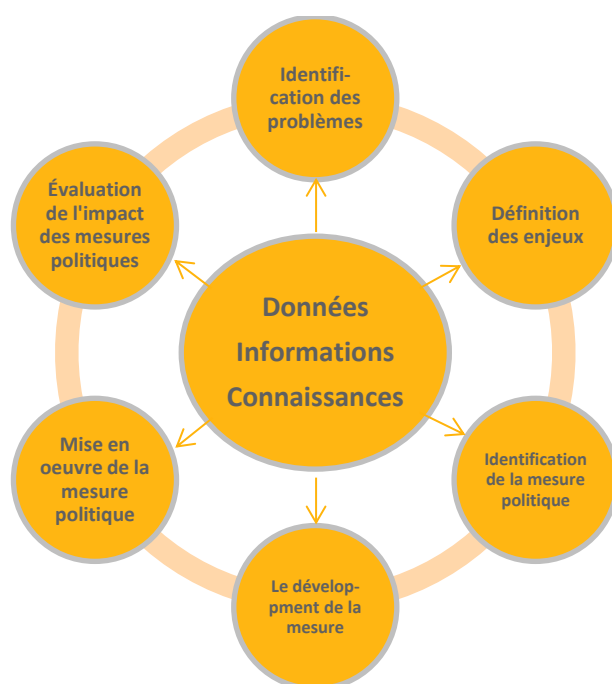 Identifi-
cation des
problèmes
Définition
des enjeux
Identification
de la mesure
politique
Le dévelop-
pment de la
mesure
Mise en
oeuvre de la
mesure
politique
Évaluation
de l'impact
des mesures
politiques
Données
Informations
Connaissances